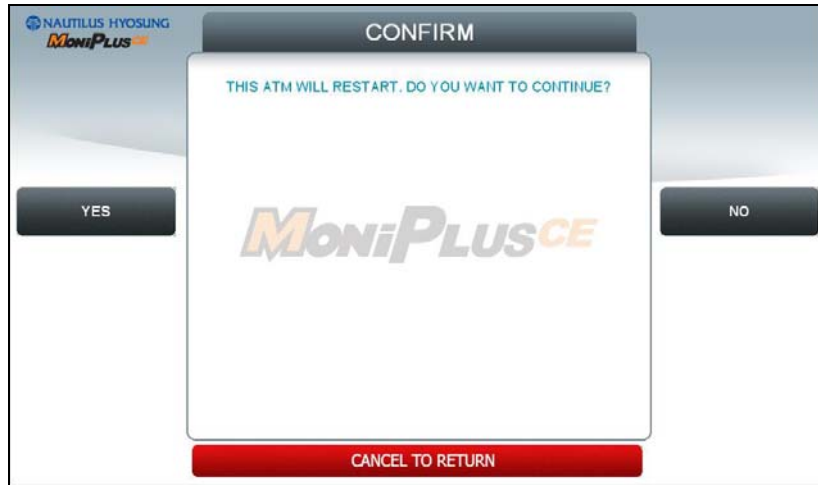 NAUTILUS HYOSUNG
MONiPLUS CE
CONFIRM
THIS ATM WILL RESTART. DO YOU WANT TO CONTINUE?
YES
NO
MONiPLUS CE
CANCEL TO RETURN